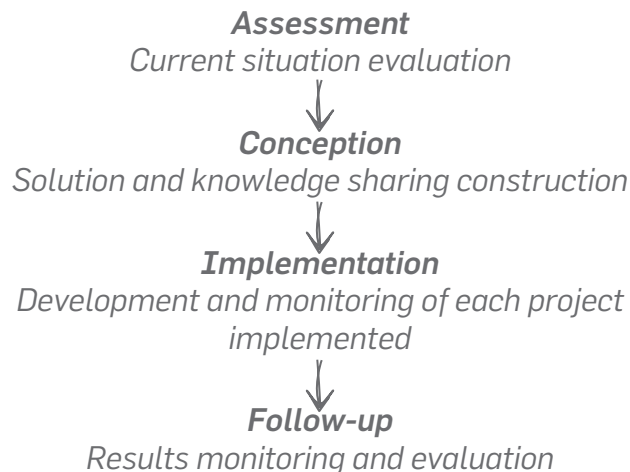 Assessment
Current situation evaluation
Conception
Solution and knowledge sharing construction
Implementation
Development and monitoring of each project
implemented
Follow-up
Results monitoring and evaluation